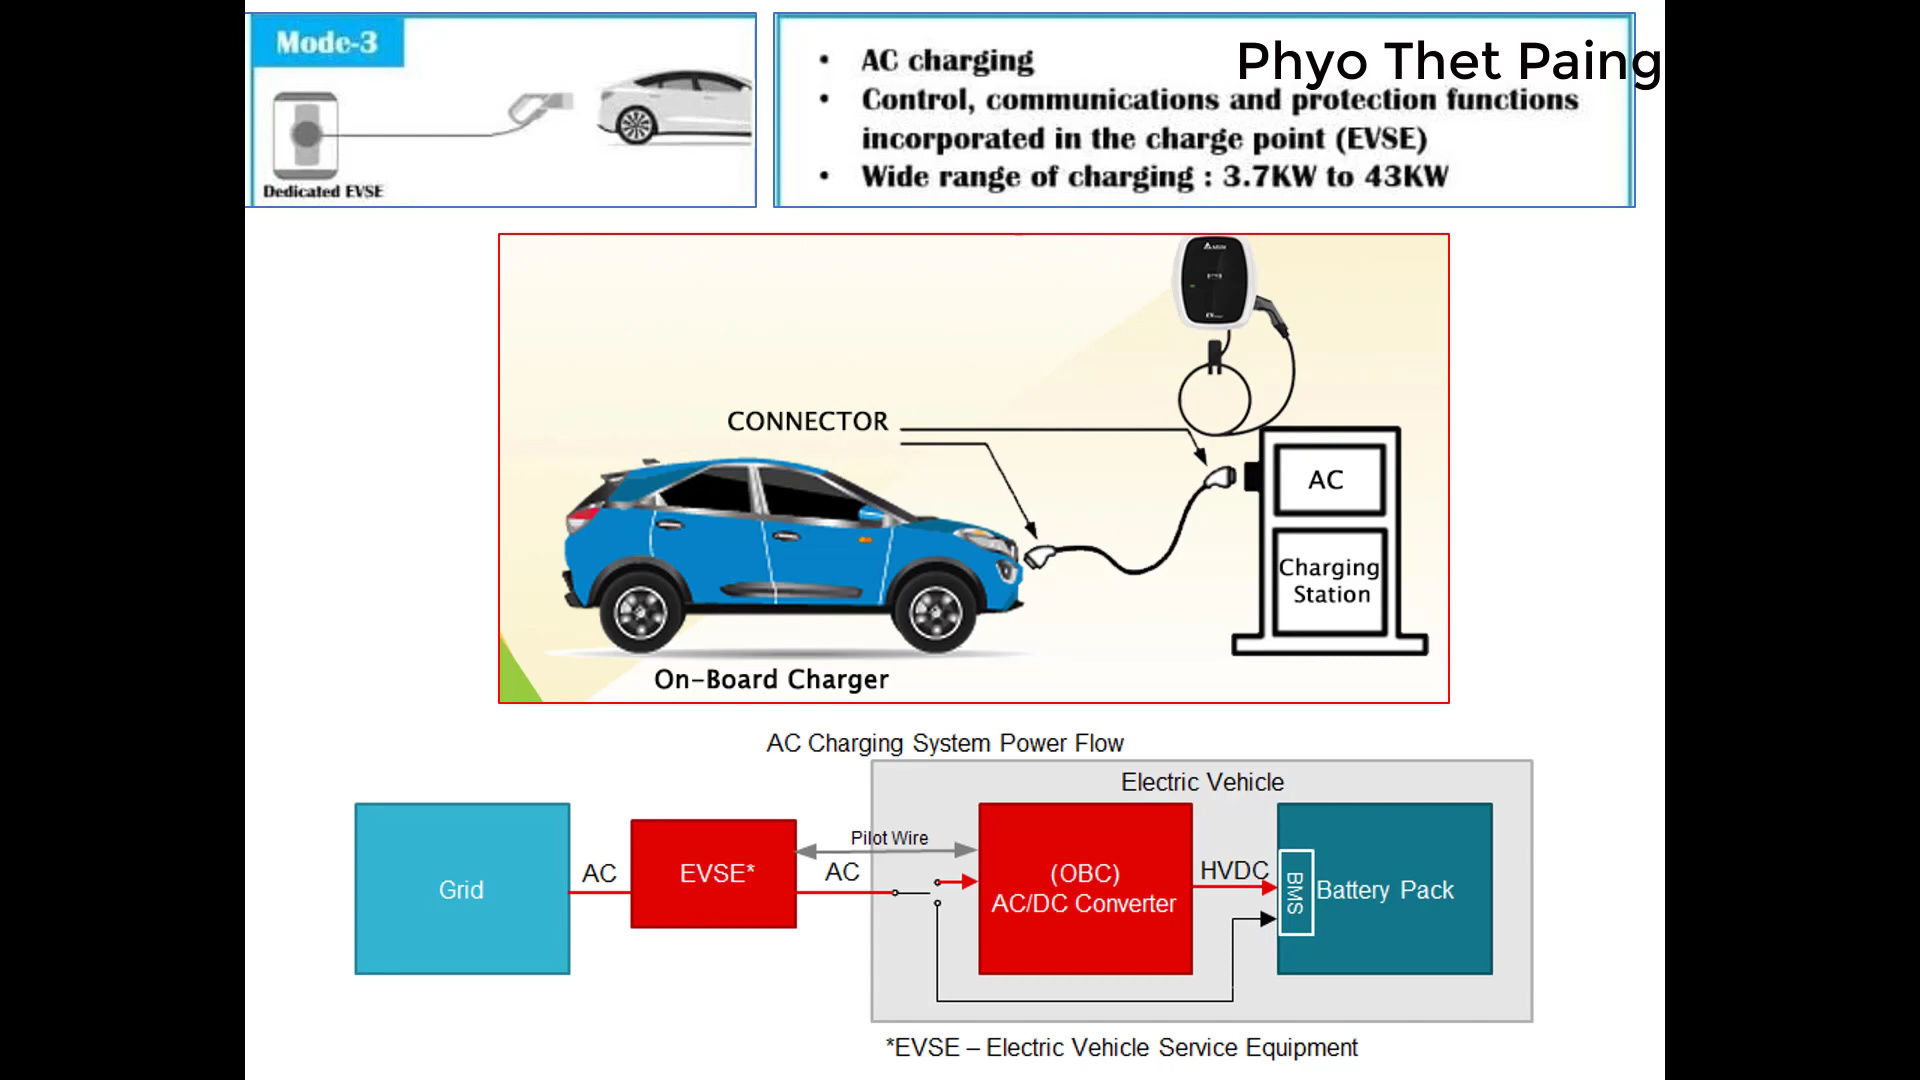 Mode-3
Dedicated EVSE
Phyo Thet Paing
• AC charging
• Control, communications and protection functions
incorporated in the charge point (EVSE)
• Wide range of charging : 3.7KW to 43KW
CONNECTOR
AC
Charging
Station
On-Board Charger
AC Charging System Power Flow
Electric Vehicle
Grid
AC
EVSE*
Pilot Wire
AC
(OBC)
AC/DC Converter
HVDC
BMS
Battery Pack
*EVSE – Electric Vehicle Service Equipment